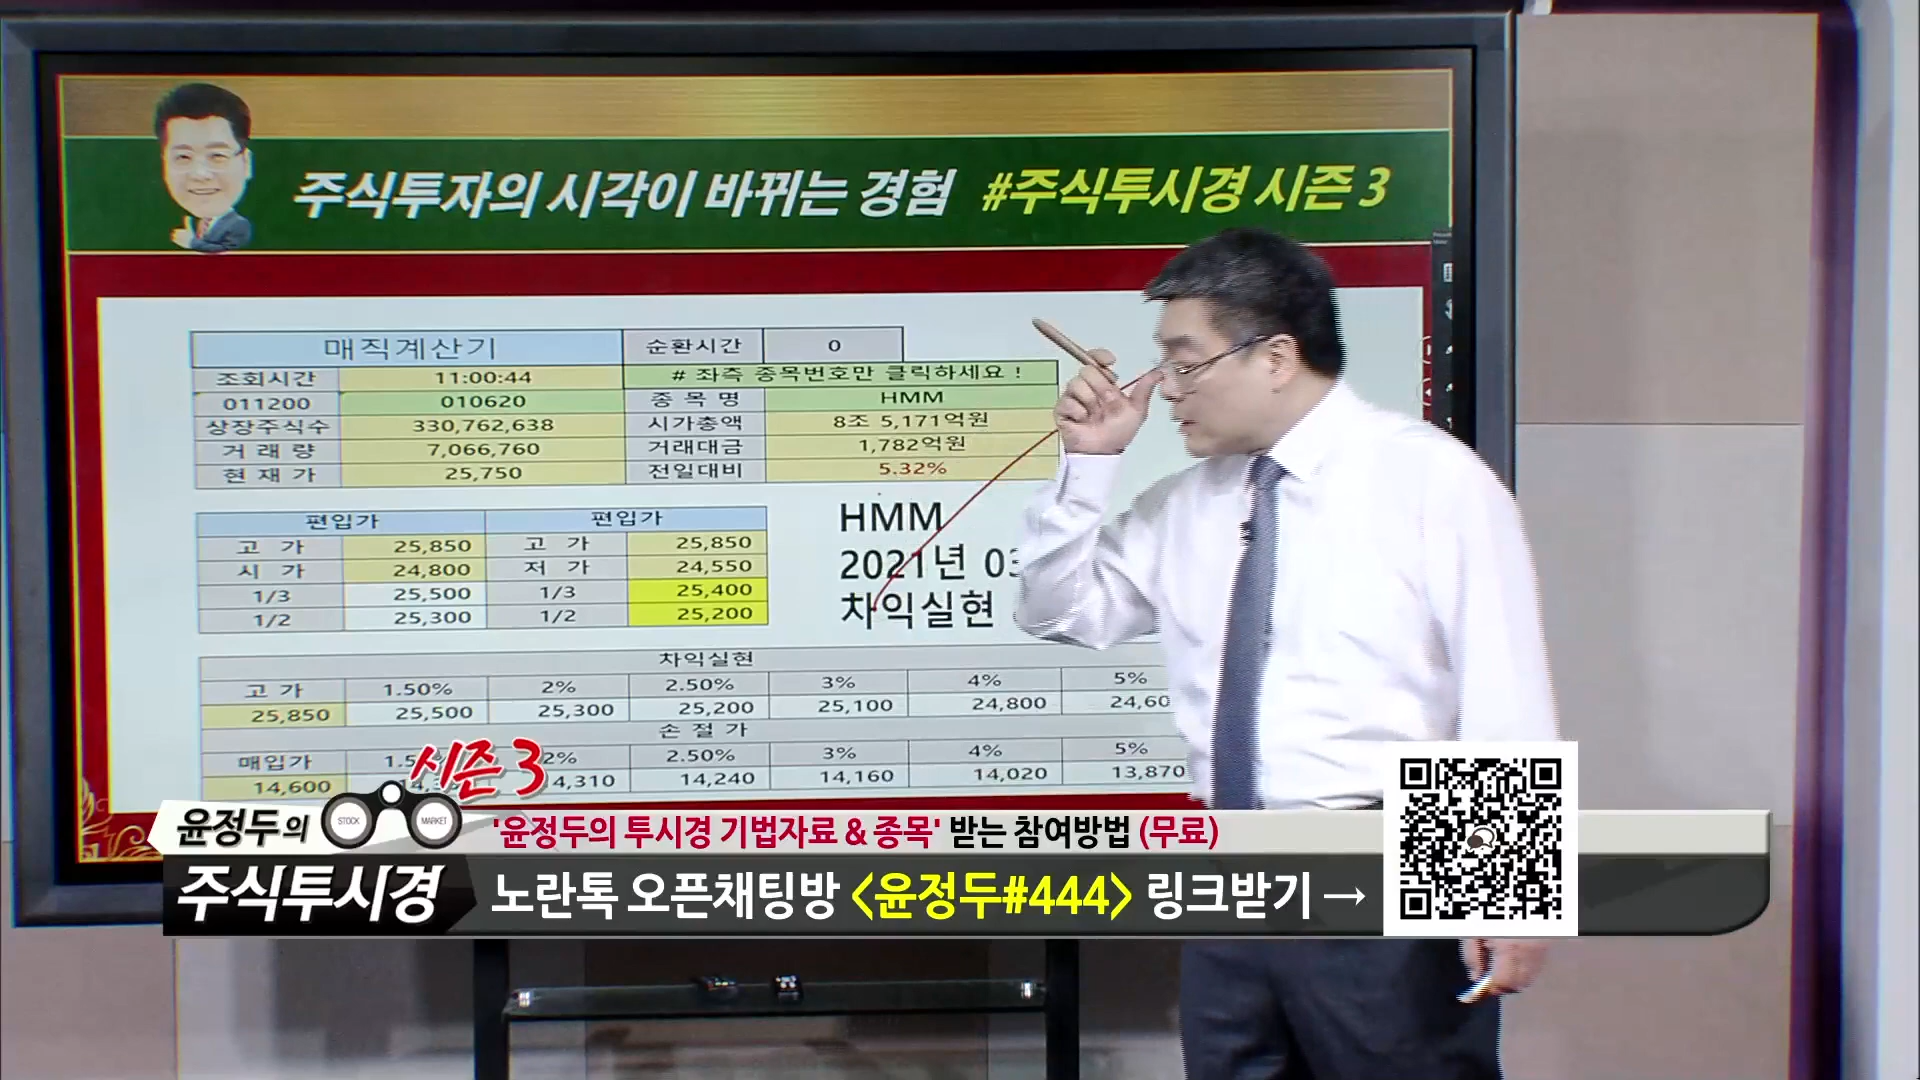 주식투자의 시각이 바뀌는 경험 #주식투시경 시즌 3
매직계산기 순환시간 0
조회시간 11:00:44 # 좌측 종목번호만 클릭하세요 !
011200 010620 종 목 명 HMM
상장주식수 330,762,638 시가총액 8조 5,171억원
거 래 량 7,066,760 거래대금 1,782억원
현 재 가 25,750 전일대비 5.32%
편입가 편입가
고 가 25,850 고 가 25,850
시 가 24,800 저 가 24,550
1/3 25,500 1/3 25,400
1/2 25,300 1/2 25,200
HMM
2021년 03
차익실현
차익실현
고 가 1.50% 2% 2.50% 3% 4% 5%
25,850 25,500 25,300 25,200 25,100 24,800 24,60
손 절 가
매입가 1.5 2% 2.50% 3% 4% 5%
14,600 4,310 14,240 14,160 14,020 13,870
시즌 3
윤정두의 STOCK MARKET
주식투시경
'윤정두의 투시경 기법자료 & 종목' 받는 참여방법 (무료)
노란톡 오픈채팅방 <윤정두#444> 링크받기 →